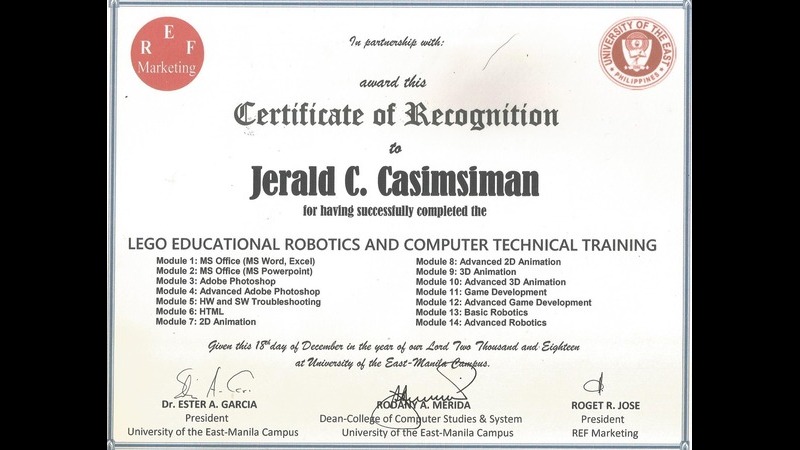 R E F
Marketing
In partnership with:
UNIVERSITY OF THE EAST
PHILIPPINES
award this
Certificate of Recognition
to
Jerald C. Casimsiman
for having successfully completed the
LEGO EDUCATIONAL ROBOTICS AND COMPUTER TECHNICAL TRAINING
Module 1: MS Office (MS Word, Excel)
Module 2: MS Office (MS Powerpoint)
Module 3: Adobe Photoshop
Module 4: Advanced Adobe Photoshop
Module 5: HW and SW Troubleshooting
Module 6: HTML
Module 7: 2D Animation
Module 8: Advanced 2D Animation
Module 9: 3D Animation
Module 10: Advanced 3D Animation
Module 11: Game Development
Module 12: Advanced Game Development
Module 13: Basic Robotics
Module 14: Advanced Robotics
Given this 18th day of December in the year of our Lord Two Thousand and Eighteen
at University of the East-Manila Campus.
Dr. ESTER A. GARCIA
President
University of the East-Manila Campus
RODANY A. MERIDA
Dean-College of Computer Studies & System
University of the East-Manila Campus
ROGET R. JOSE
President
REF Marketing